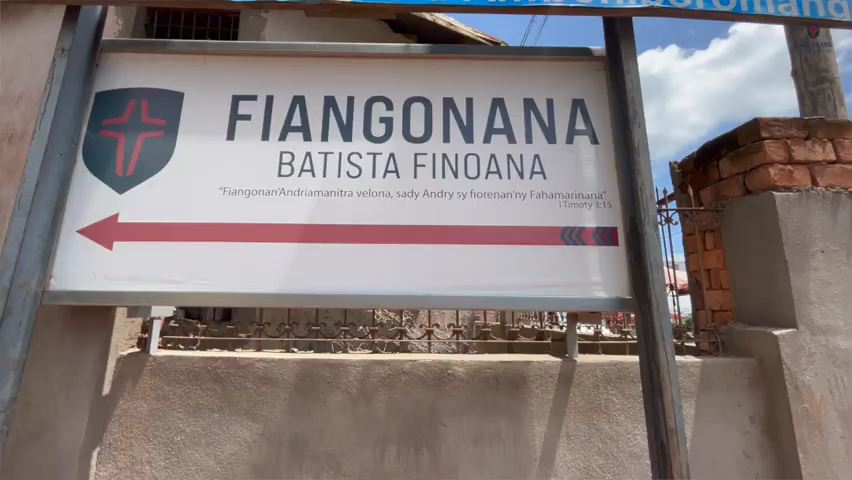 FIANGONANA
BATISTA FINOANA
"Fiangonan'Andriamanitra velona, sady Andry sy fiorenan'ny Fahamarinana"
I Timoty 3:15